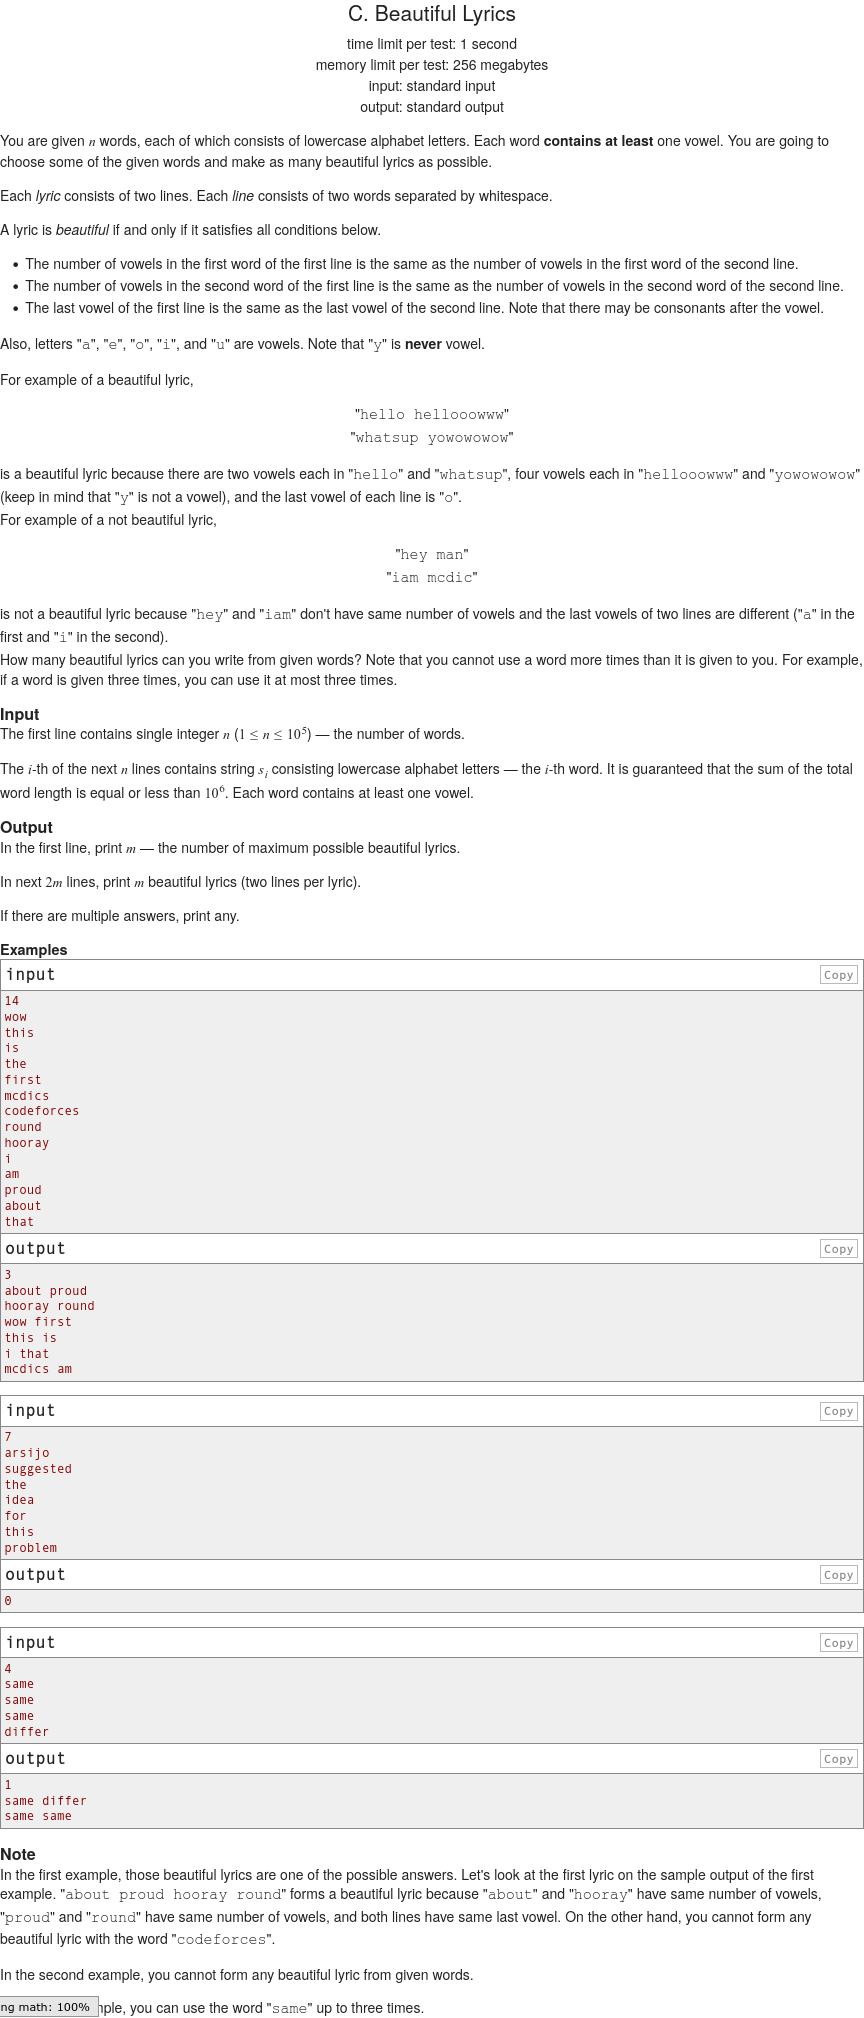 C. Beautiful Lyrics
time limit per test: 1 second
memory limit per test: 256 megabytes
input: standard input
output: standard output
You are given n words, each of which consists of lowercase alphabet letters. Each word contains at least one vowel. You are going to
choose some of the given words and make as many beautiful lyrics as possible.
Each lyric consists of two lines. Each line consists of two words separated by whitespace.
A lyric is beautiful if and only if it satisfies all conditions below.
• The number of vowels in the first word of the first line is the same as the number of vowels in the first word of the second line.
• The number of vowels in the second word of the first line is the same as the number of vowels in the second word of the second line.
• The last vowel of the first line is the same as the last vowel of the second line. Note that there may be consonants after the vowel.
Also, letters "a", "e", "o", "i", and "u" are vowels. Note that "y" is never vowel.
For example of a beautiful lyric,
"hello hellooowww"
"whatsup yowowowow"
is a beautiful lyric because there are two vowels each in "hello" and "whatsup", four vowels each in "hellooowww" and "yowowowow"
(keep in mind that "y" is not a vowel), and the last vowel of each line is "o".
For example of a not beautiful lyric,
"hey man"
"iam mcdic"
is not a beautiful lyric because "hey" and "iam" don't have same number of vowels and the last vowels of two lines are different ("a" in the
first and "i" in the second).
How many beautiful lyrics can you write from given words? Note that you cannot use a word more times than it is given to you. For example,
if a word is given three times, you can use it at most three times.
Input
The first line contains single integer n (1 ≤ n ≤ 10^5) — the number of words.
The i-th of the next n lines contains string s_i consisting lowercase alphabet letters — the i-th word. It is guaranteed that the sum of the total
word length is equal or less than 10^6. Each word contains at least one vowel.
Output
In the first line, print m — the number of maximum possible beautiful lyrics.
In next 2m lines, print m beautiful lyrics (two lines per lyric).
If there are multiple answers, print any.
Examples
input Copy
14
wow
this
is
the
first
mcdics
codeforces
round
hooray
i
am
proud
about
that
output Copy
3
about proud
hooray round
wow first
this is
i that
mcdics am
input Copy
7
arsijo
suggested
the
idea
for
this
problem
output Copy
0
input Copy
4
same
same
same
differ
output Copy
1
same differ
same same
Note
In the first example, those beautiful lyrics are one of the possible answers. Let's look at the first lyric on the sample output of the first
example. "about proud hooray round" forms a beautiful lyric because "about" and "hooray" have same number of vowels,
"proud" and "round" have same number of vowels, and both lines have same last vowel. On the other hand, you cannot form any
beautiful lyric with the word "codeforces".
In the second example, you cannot form any beautiful lyric from given words.
ng math: 100% mple, you can use the word "same" up to three times.